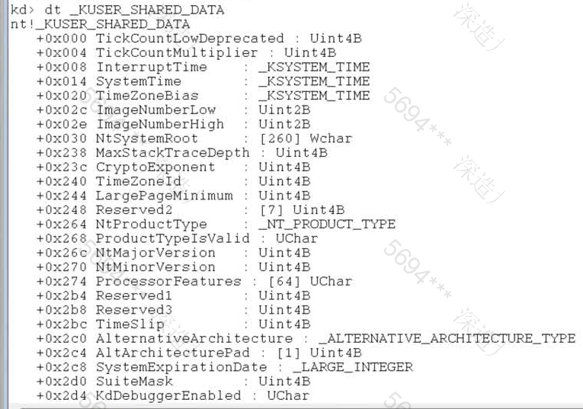 kd> dt _KUSER_SHARED_DATA
nt!_KUSER_SHARED_DATA
+0x000 TickCountLowDeprecated : Uint4B
+0x004 TickCountMultiplier : Uint4B
+0x008 InterruptTime : _KSYSTEM_TIME
+0x014 SystemTime : _KSYSTEM_TIME
+0x020 TimeZoneBias : _KSYSTEM_TIME
+0x02c ImageNumberLow : Uint2B
+0x02e ImageNumberHigh : Uint2B
+0x030 NtSystemRoot : [260] Wchar
+0x238 MaxStackTraceDepth : Uint4B
+0x23c CryptoExponent : Uint4B
+0x240 TimeZoneId : Uint4B
+0x244 LargePageMinimum : Uint4B
+0x248 Reserved2 : [7] Uint4B
+0x264 NtProductType : _NT_PRODUCT_TYPE
+0x268 ProductTypeIsValid : UChar
+0x26c NtMajorVersion : Uint4B
+0x270 NtMinorVersion : Uint4B
+0x274 ProcessorFeatures : [64] UChar
+0x2b4 Reserved1 : Uint4B
+0x2b8 Reserved3 : Uint4B
+0x2bc TimeSlip : Uint4B
+0x2c0 AlternativeArchitecture : _ALTERNATIVE_ARCHITECTURE_TYPE
+0x2c4 AltArchitecturePad : [1] Uint4B
+0x2c8 SystemExpirationDate : _LARGE_INTEGER
+0x2d0 SuiteMask : Uint4B
+0x2d4 KdDebuggerEnabled : UChar
5694***
深造